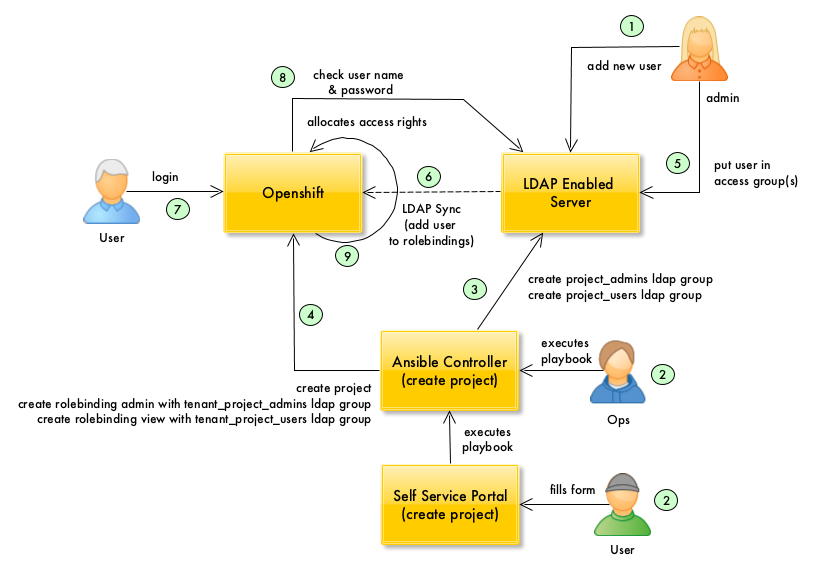 1
add new user
admin
8
check user name
& password
allocates access rights
5
put user in
access group(s)
login
7
User
Openshift
6
LDAP Sync
(add user
to rolebindings)
LDAP Enabled
Server
9
3
create project_admins ldap group
create project_users ldap group
4
create project
create rolebinding admin with tenant_project_admins ldap group
create rolebinding view with tenant_project_users ldap group
Ansible Controller
(create project)
executes
playbook
2
Ops
executes
playbook
Self Service Portal
(create project)
fills form
2
User